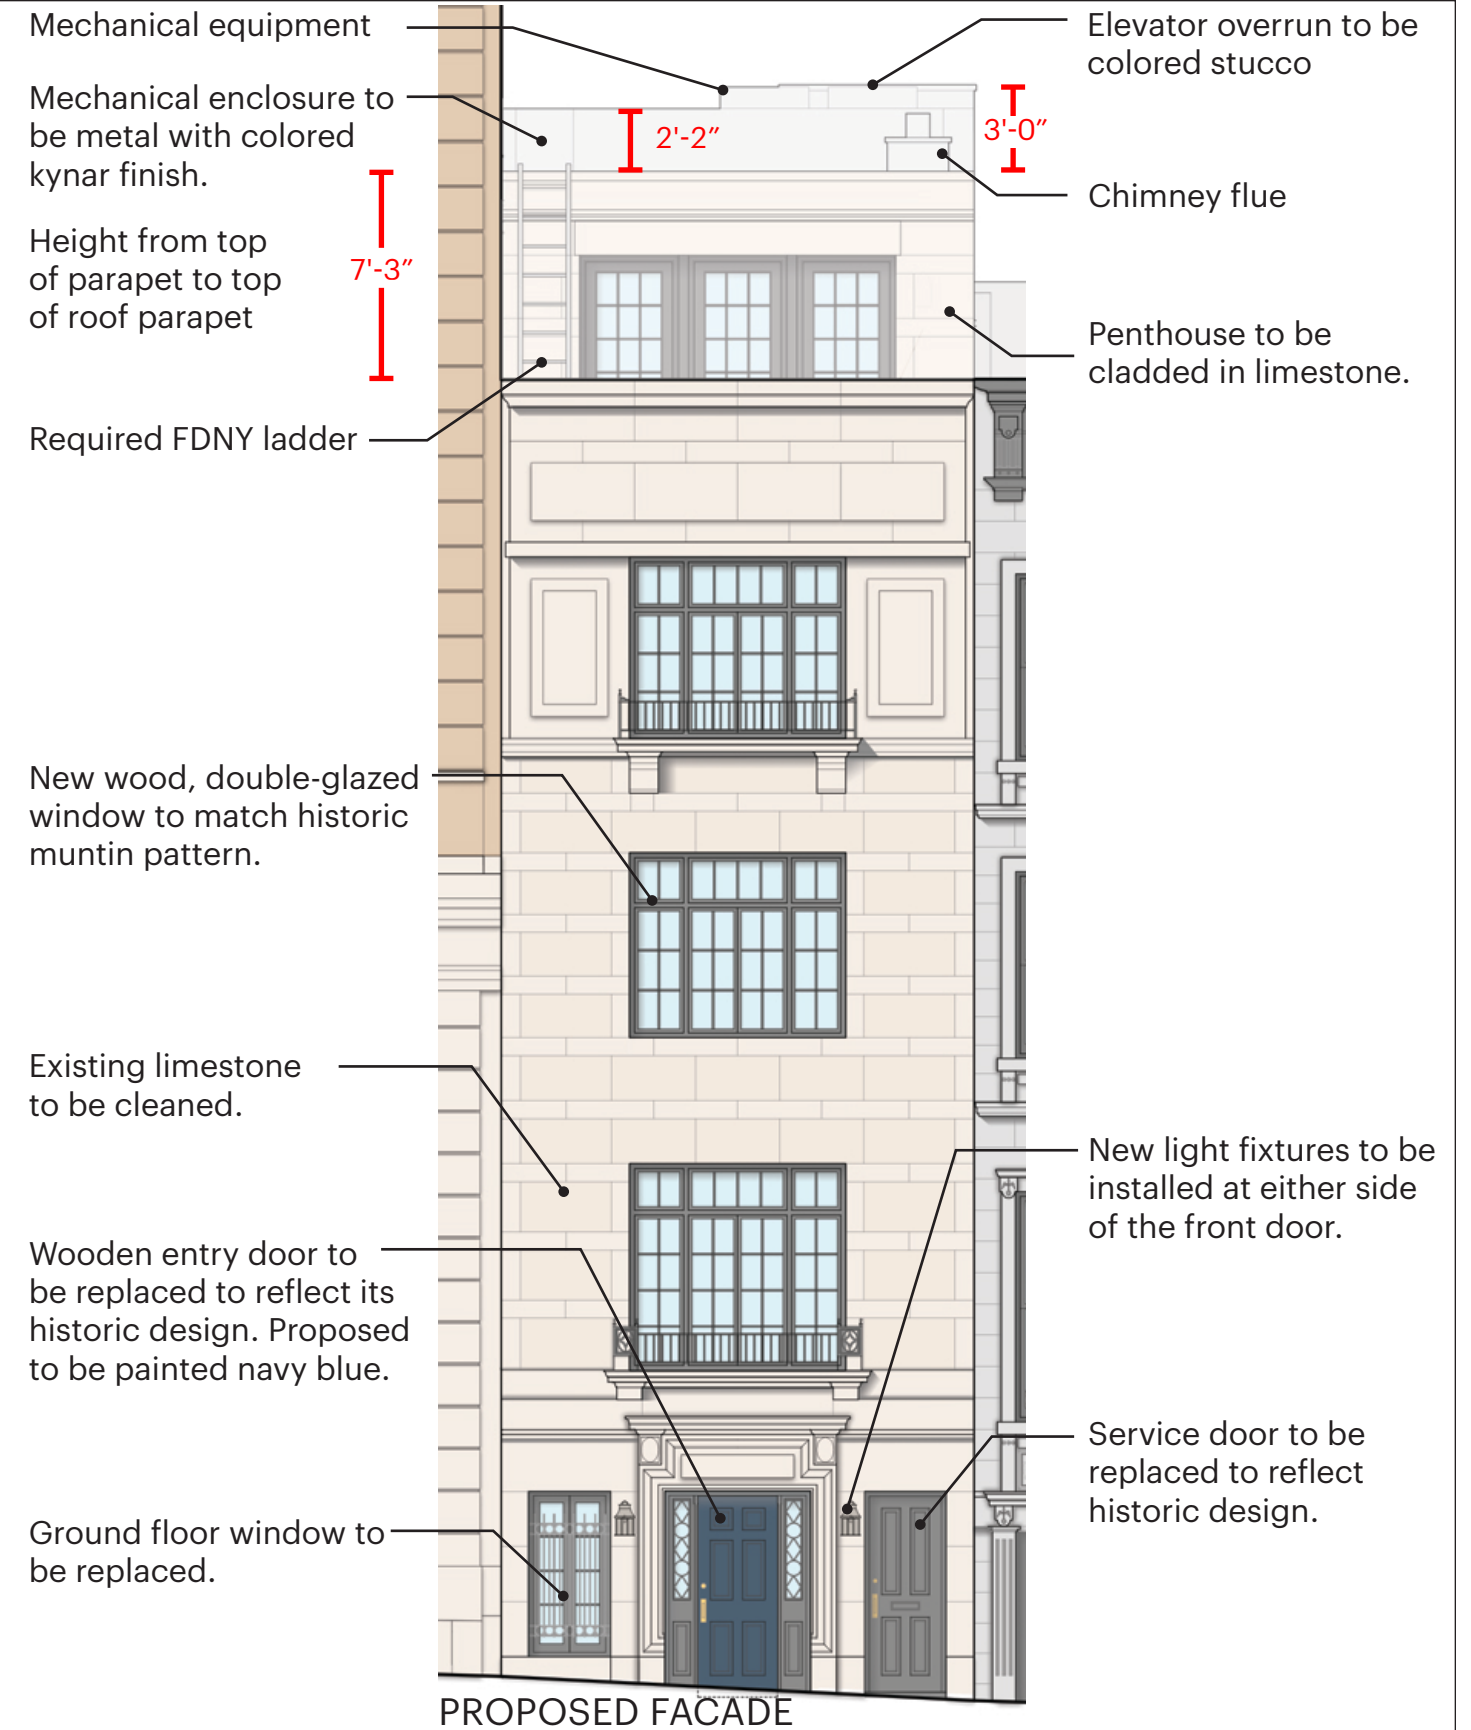 Mechanical equipment
Mechanical enclosure to
be metal with colored
kynar finish.
Height from top
of parapet to top
of roof parapet
7'-3"
Required FDNY ladder
New wood, double-glazed
window to match historic
muntin pattern.
Existing limestone
to be cleaned.
Wooden entry door to
be replaced to reflect its
historic design. Proposed
to be painted navy blue.
Ground floor window to
be replaced.
2'-2"
3'-0"
Elevator overrun to be
colored stucco
Chimney flue
Penthouse to be
cladded in limestone.
New light fixtures to be
installed at either side
of the front door.
Service door to be
replaced to reflect
historic design.
PROPOSED FACADE